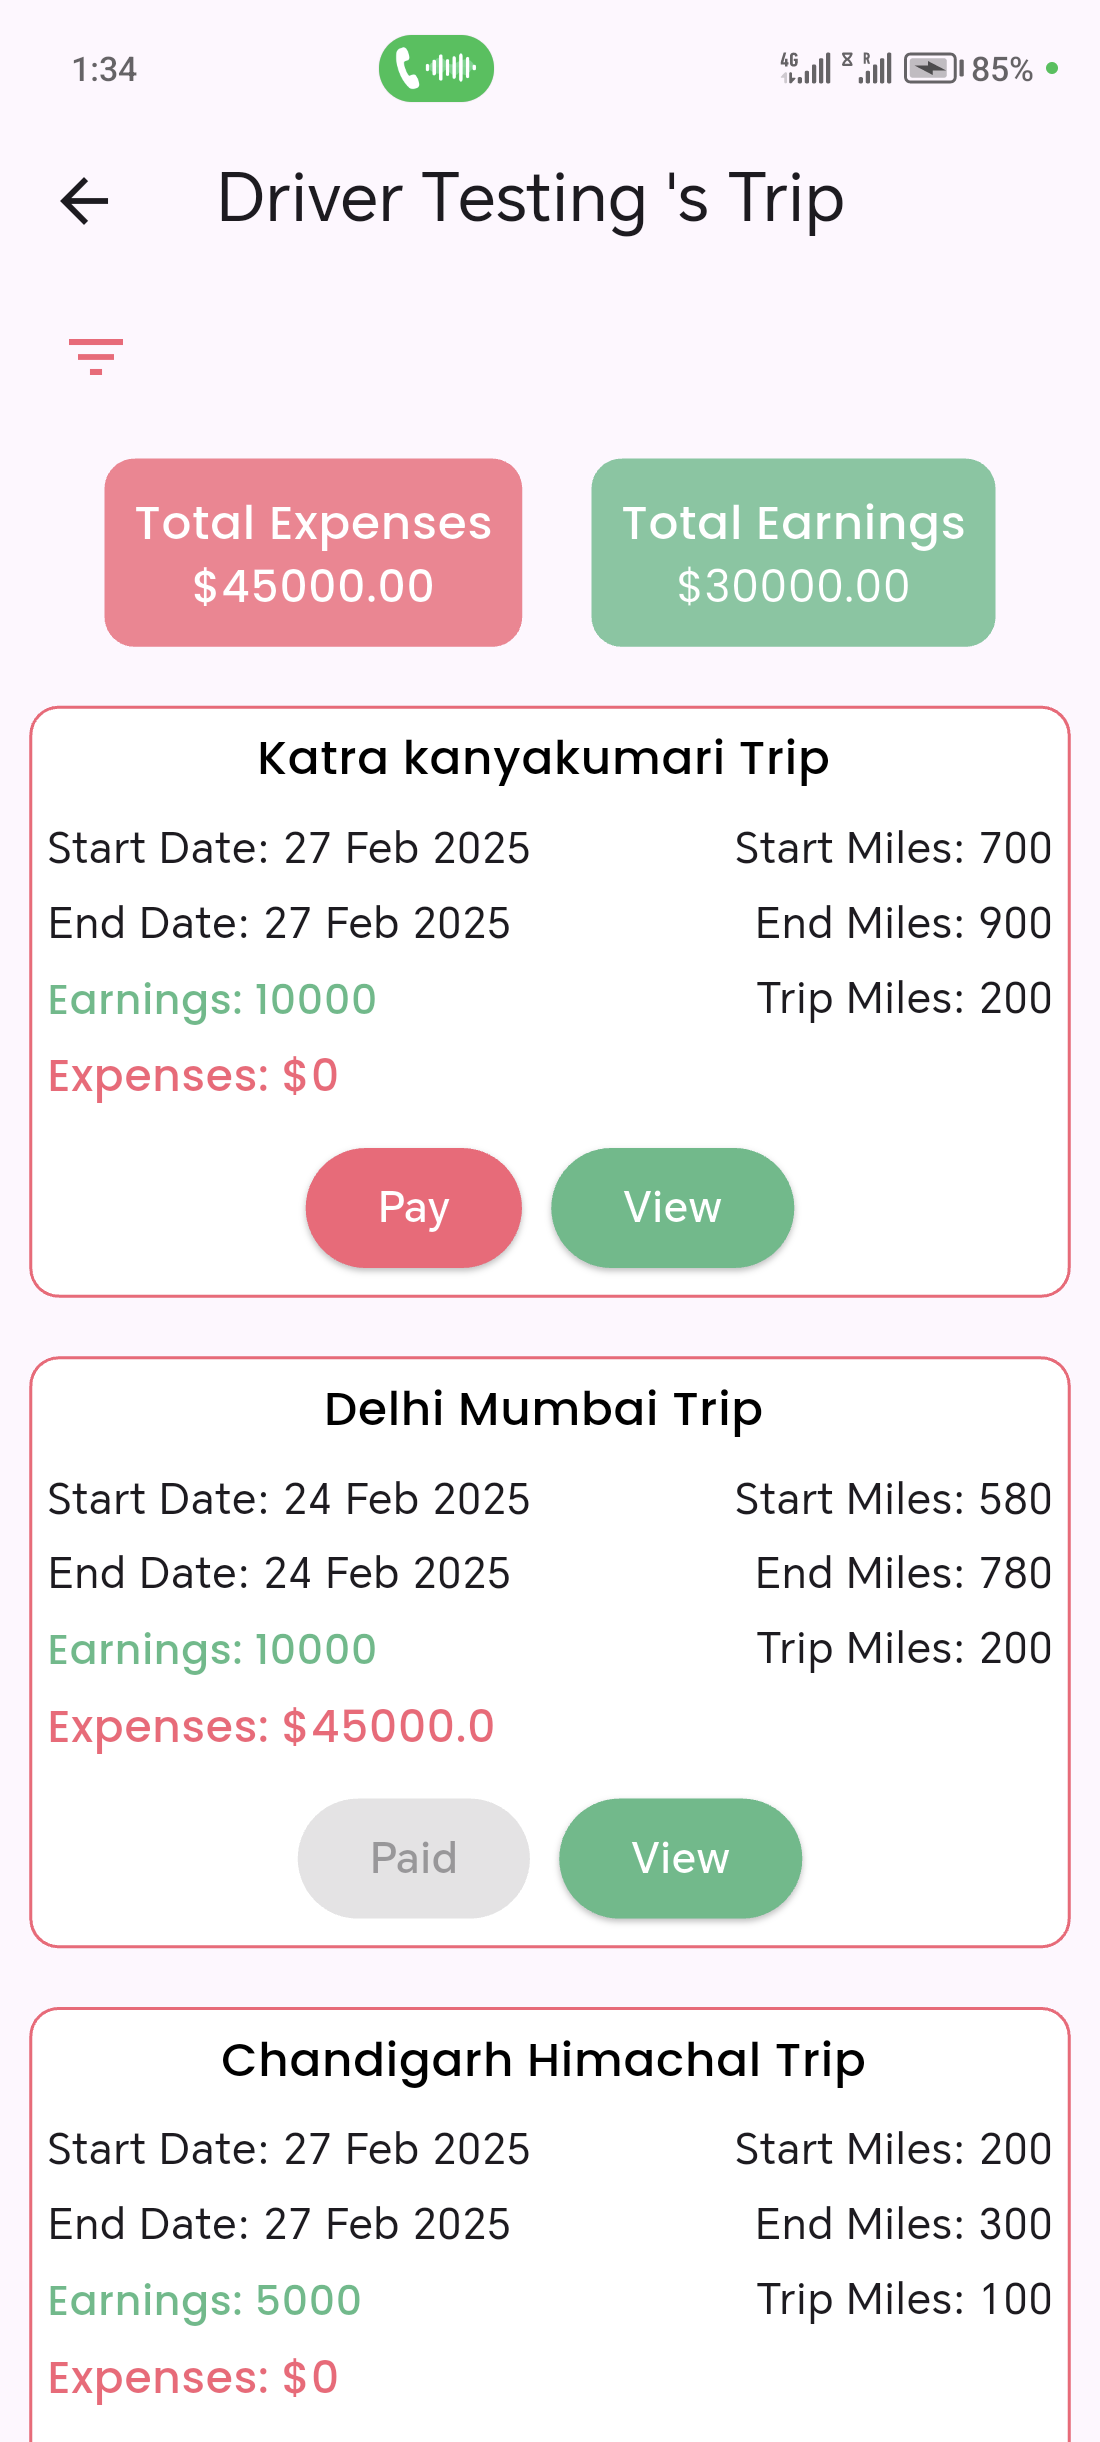 1:34
4G
R
85%
Driver Testing 's Trip
Total Expenses
$45000.00
Total Earnings
$30000.00
Katra kanyakumari Trip
Start Date: 27 Feb 2025
Start Miles: 700
End Date: 27 Feb 2025
End Miles: 900
Earnings: 10000
Trip Miles: 200
Expenses: $0
Pay
View
Delhi Mumbai Trip
Start Date: 24 Feb 2025
Start Miles: 580
End Date: 24 Feb 2025
End Miles: 780
Earnings: 10000
Trip Miles: 200
Expenses: $45000.0
Paid
View
Chandigarh Himachal Trip
Start Date: 27 Feb 2025
Start Miles: 200
End Date: 27 Feb 2025
End Miles: 300
Earnings: 5000
Trip Miles: 100
Expenses: $0